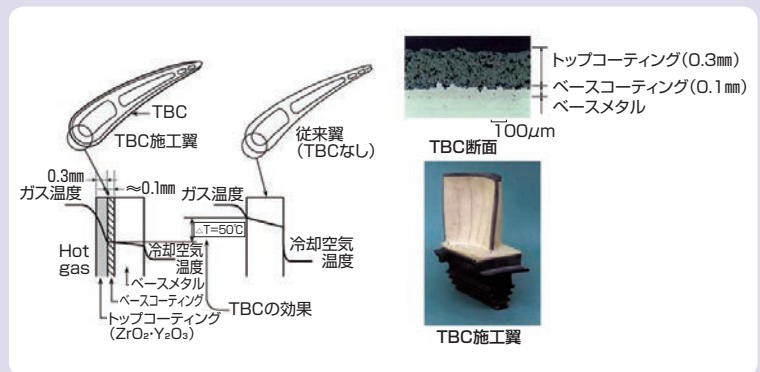 TBC
TBC施工翼
従来翼
(TBCなし)
0.3㎜
≈0.1㎜
ガス温度
Hot
gas
冷却空気
温度
ベースメタル
ベースコーティング
トップコーティング
(ZrO₂・Y₂O₃)
ガス温度
△T=50℃
冷却空気
温度
TBCの効果
トップコーティング(0.3㎜)
ベースコーティング(0.1㎜)
ベースメタル
100μm
TBC断面
TBC施工翼